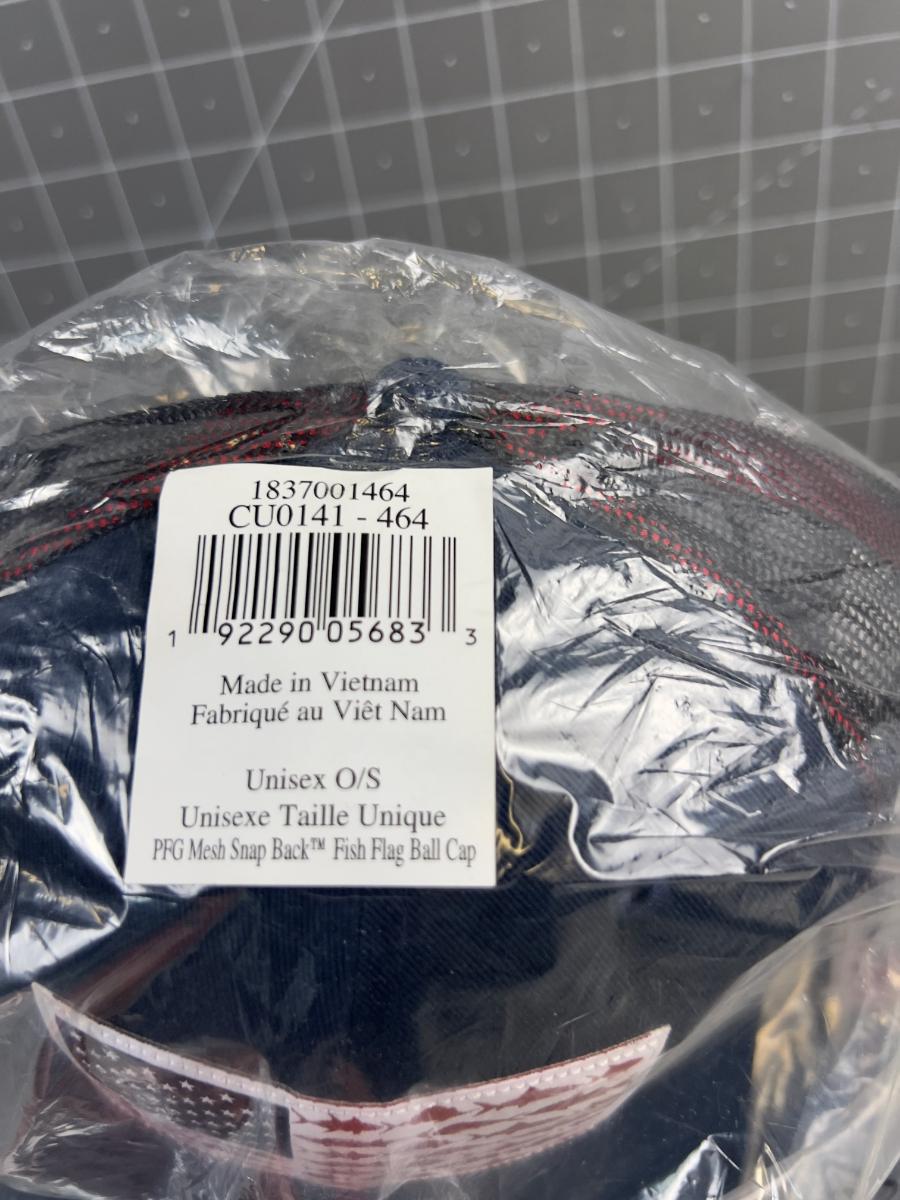 1837001464
CU0141 - 464
1 92290 05683 3
Made in Vietnam
Fabriqué au Viêt Nam
Unisex O/S
Unisexe Taille Unique
PFG Mesh Snap Back™ Fish Flag Ball Cap